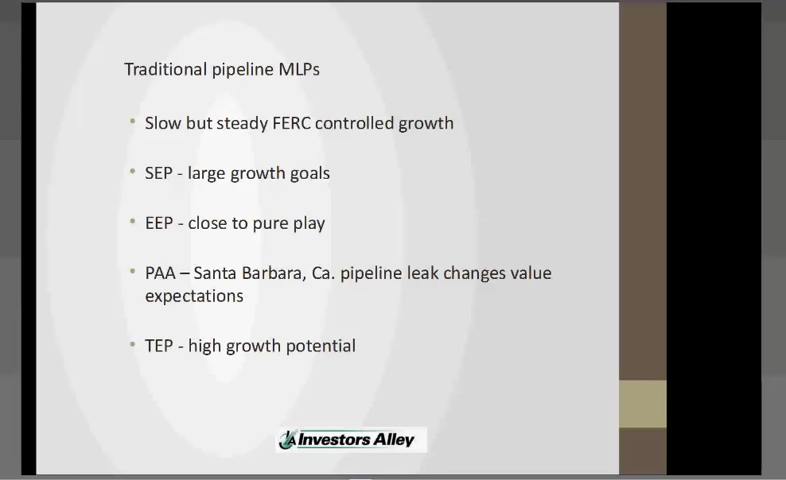 Traditional pipeline MLPs
• Slow but steady FERC controlled growth
• SEP - large growth goals
• EEP - close to pure play
• PAA – Santa Barbara, Ca. pipeline leak changes value
expectations
• TEP - high growth potential
IA Investors Alley